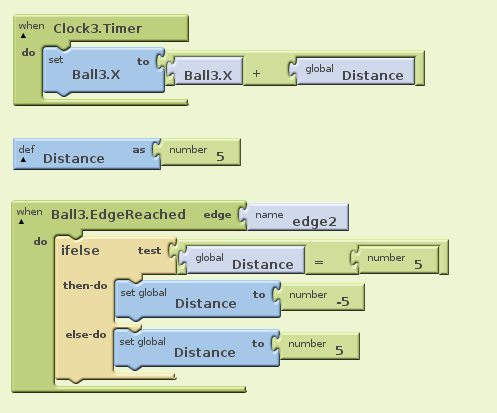 when Clock3.Timer
do set Ball3.X to Ball3.X + global Distance
def Distance as number 5
when Ball3.EdgeReached edge name edge2
do ifelse test global Distance = number 5
then-do set global Distance to number -5
else-do set global Distance to number 5